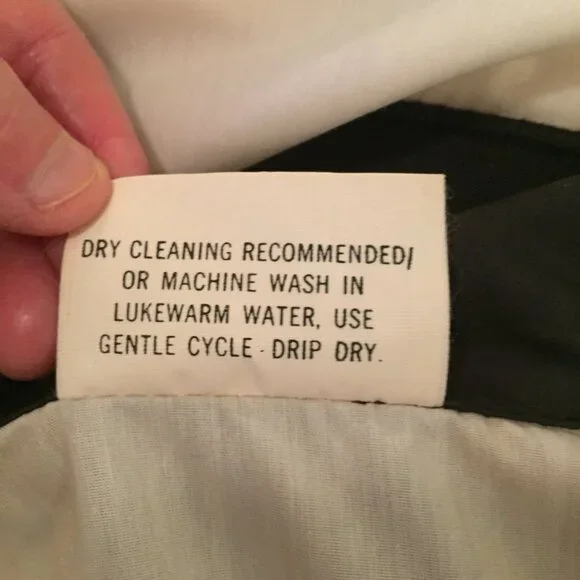 DRY CLEANING RECOMMENDED/
OR MACHINE WASH IN
LUKEWARM WATER, USE
GENTLE CYCLE - DRIP DRY.